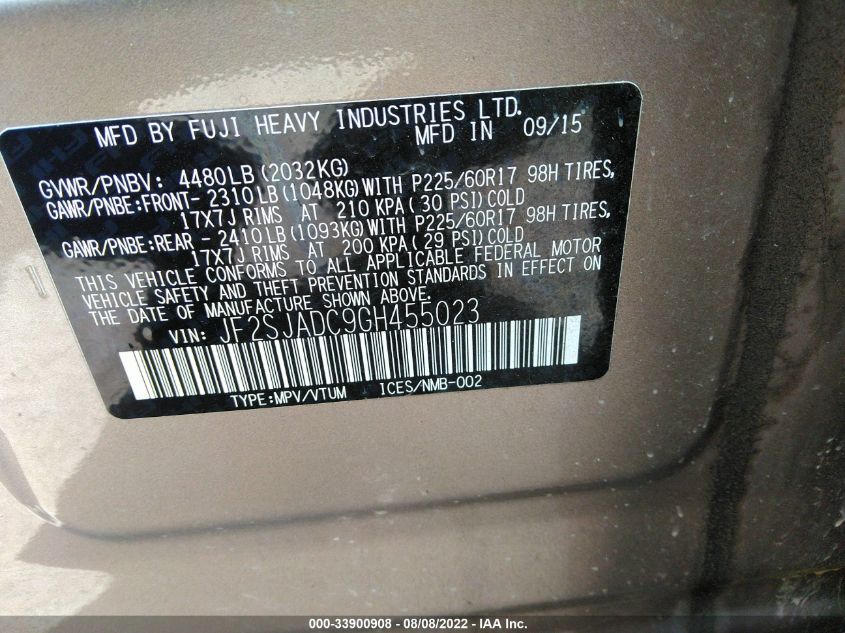 MFD BY FUJI HEAVY INDUSTRIES LTD.
MFD IN 09/15
GVWR/PNBV: 4480LB(2032KG)
GAWR/PNBE:FRONT- 2310LB(1048KG)WITH P225/60R17 98H TIRES,
17X7J RIMS AT 210 KPA( 30 PSI)COLD
GAWR/PNBE:REAR - 2410LB(1093KG)WITH P225/60R17 98H TIRES,
17X7J RIMS AT 200 KPA( 29 PSI)COLD
THIS VEHICLE CONFORMS TO ALL APPLICABLE FEDERAL MOTOR
VEHICLE SAFETY AND THEFT PREVENTION STANDARDS IN EFFECT ON
THE DATE OF MANUFACTURE SHOWN ABOVE.
VIN: JF2SJADC9GH455023
TYPE:MPV/VTUM ICES/NMB-002
000-33900908 - 08/08/2022 - IAA Inc.